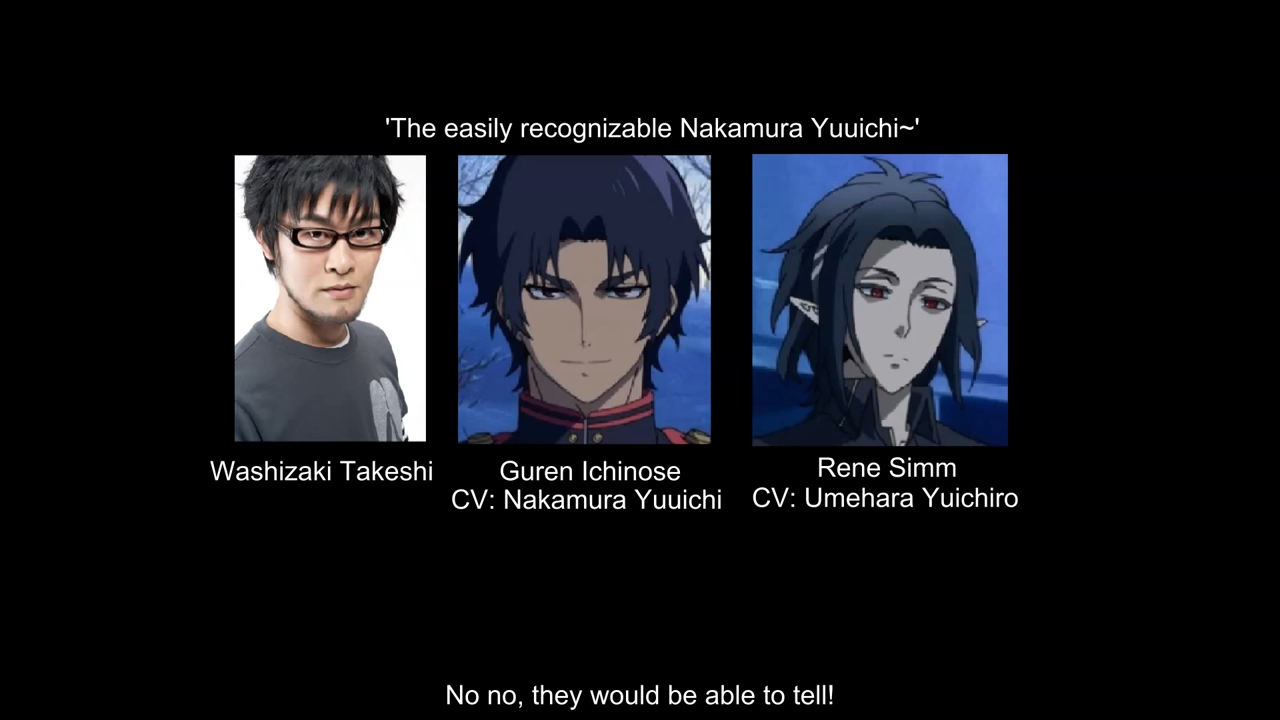 'The easily recognizable Nakamura Yuuichi~'
Washizaki Takeshi
Guren Ichinose
CV: Nakamura Yuuichi
Rene Simm
CV: Umehara Yuichiro
No no, they would be able to tell!